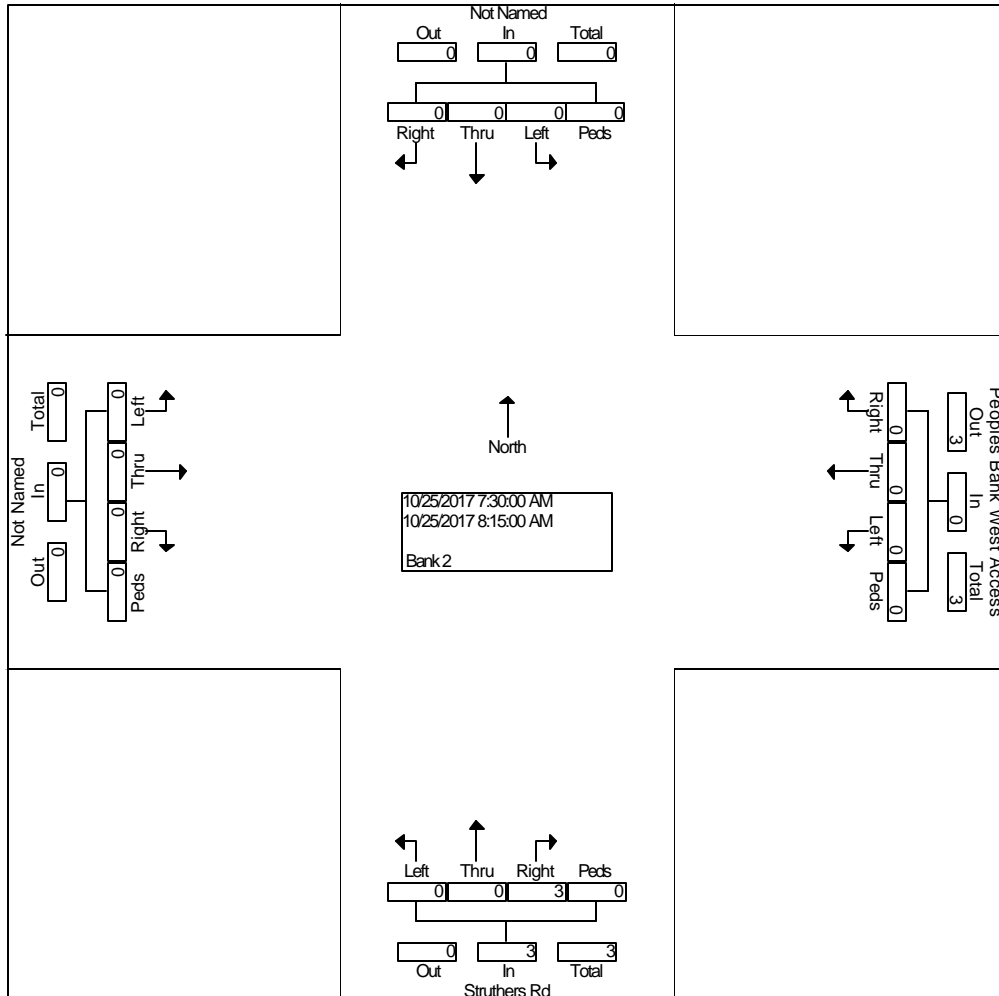 Not Named
Out In Total
0 0 0
0 0 0 0
Right Thru Left Peds
Not Named
Total In Out
0 0 0
0 0 0 0
Left Thru Right Peds
North
10/25/2017 7:30:00 AM
10/25/2017 8:15:00 AM
Bank 2
Right Thru Left Peds
0 0 0 0
Peoples Bank West Access
Out In Total
3 0 3
Left Thru Right Peds
0 0 3 0
0 3 3
Out In Total
Struthers Rd